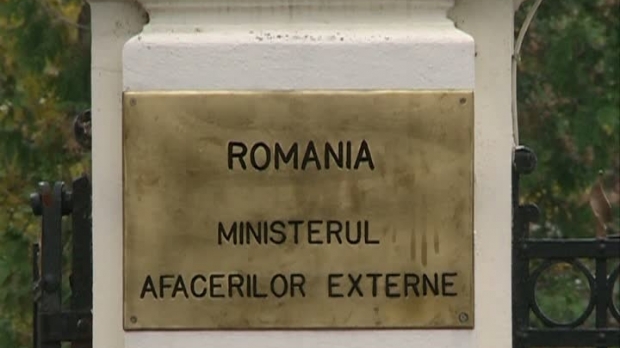 ROMANIA
MINISTERUL
AFACERILOR EXTERNE